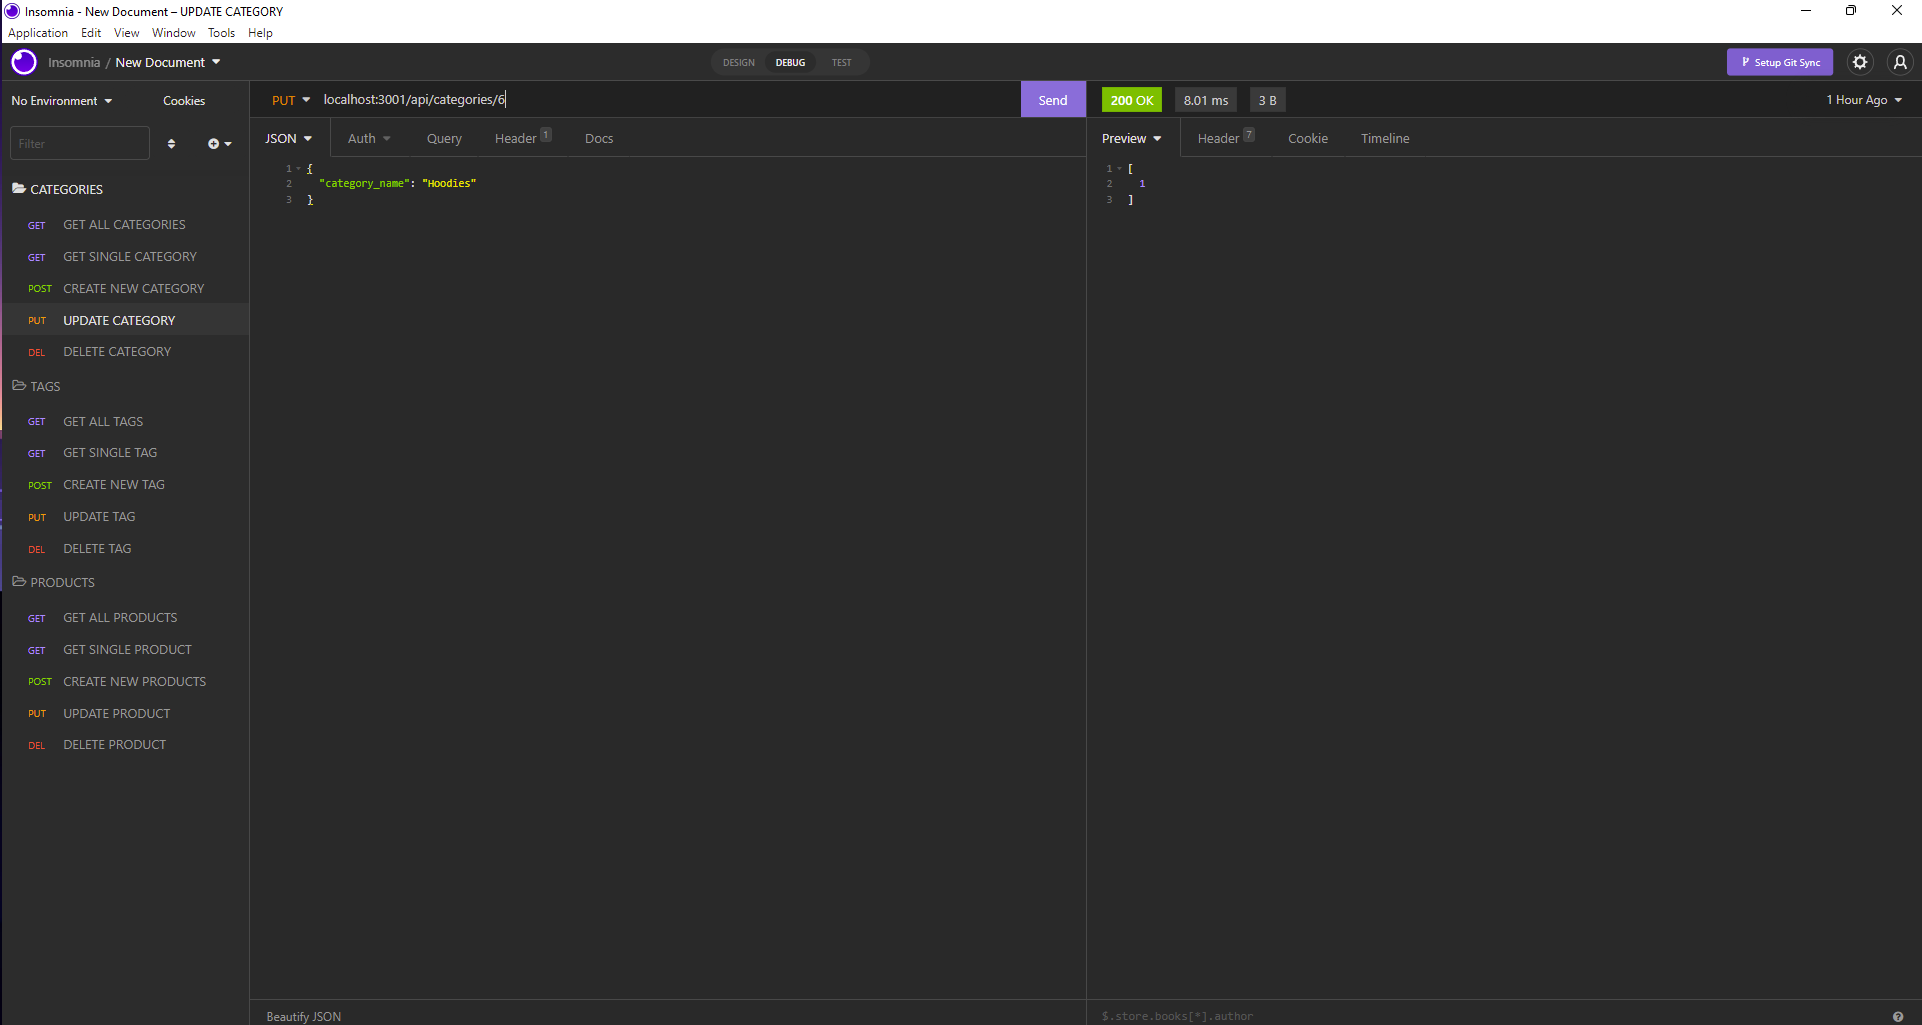 Insomnia - New Document – UPDATE CATEGORY
Application Edit View Window Tools Help
Insomnia / New Document
DESIGN DEBUG TEST
Setup Git Sync
No Environment Cookies
PUT localhost:3001/api/categories/6 Send
200 OK 8.01 ms 3 B 1 Hour Ago
Filter
JSON Auth Query Header 1 Docs
Preview Header 7 Cookie Timeline
CATEGORIES
GET GET ALL CATEGORIES
GET GET SINGLE CATEGORY
POST CREATE NEW CATEGORY
PUT UPDATE CATEGORY
DEL DELETE CATEGORY
TAGS
GET GET ALL TAGS
GET GET SINGLE TAG
POST CREATE NEW TAG
PUT UPDATE TAG
DEL DELETE TAG
PRODUCTS
GET GET ALL PRODUCTS
GET GET SINGLE PRODUCT
POST CREATE NEW PRODUCTS
PUT UPDATE PRODUCT
DEL DELETE PRODUCT
1 {
2 "category_name": "Hoodies"
3 }
1 [
2 1
3 ]
Beautify JSON
$.store.books[*].author